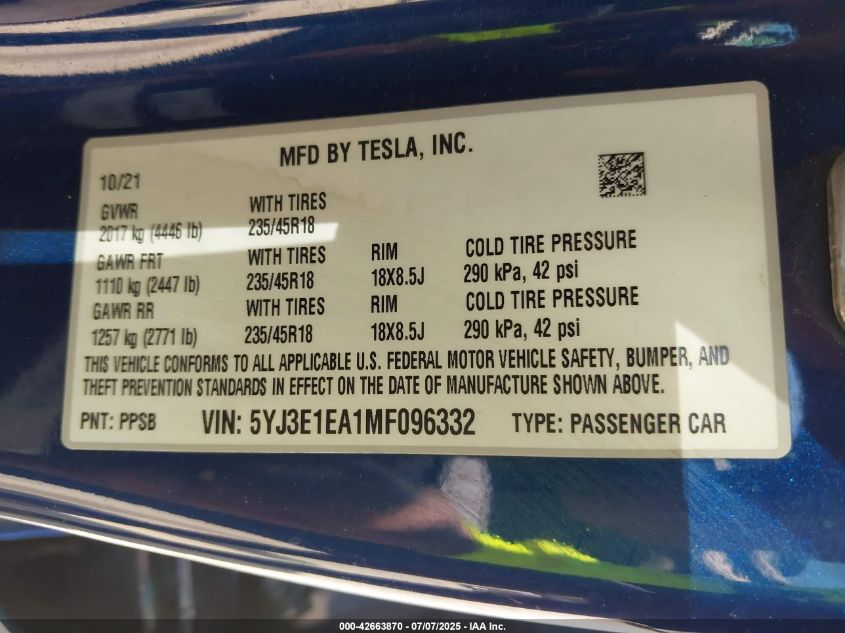 MFD BY TESLA, INC.
10/21
GVWR WITH TIRES
2017 kg (4446 lb) 235/45R18
GAWR FRT WITH TIRES RIM COLD TIRE PRESSURE
1110 kg (2447 lb) 235/45R18 18X8.5J 290 kPa, 42 psi
GAWR RR WITH TIRES RIM COLD TIRE PRESSURE
1257 kg (2771 lb) 235/45R18 18X8.5J 290 kPa, 42 psi
THIS VEHICLE CONFORMS TO ALL APPLICABLE U.S. FEDERAL MOTOR VEHICLE SAFETY, BUMPER, AND
THEFT PREVENTION STANDARDS IN EFFECT ON THE DATE OF MANUFACTURE SHOWN ABOVE.
PNT: PPSB VIN: 5YJ3E1EA1MF096332 TYPE: PASSENGER CAR
000-42663870 - 07/07/2025 - IAA Inc.